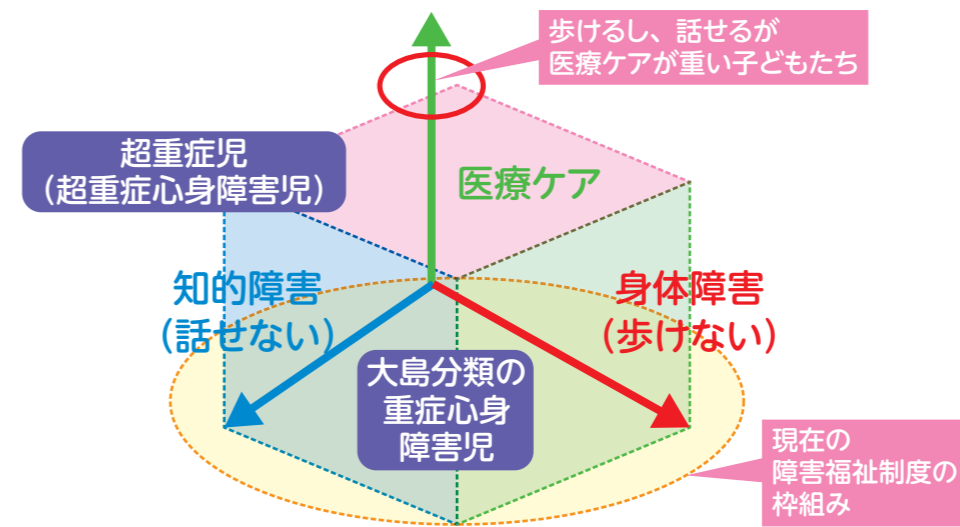 歩けるし、話せるが
医療ケアが重い子どもたち
超重症児
（超重症心身障害児）
医療ケア
知的障害
（話せない）
身体障害
（歩けない）
大島分類の
重症心身
障害児
現在の
障害福祉制度の
枠組み